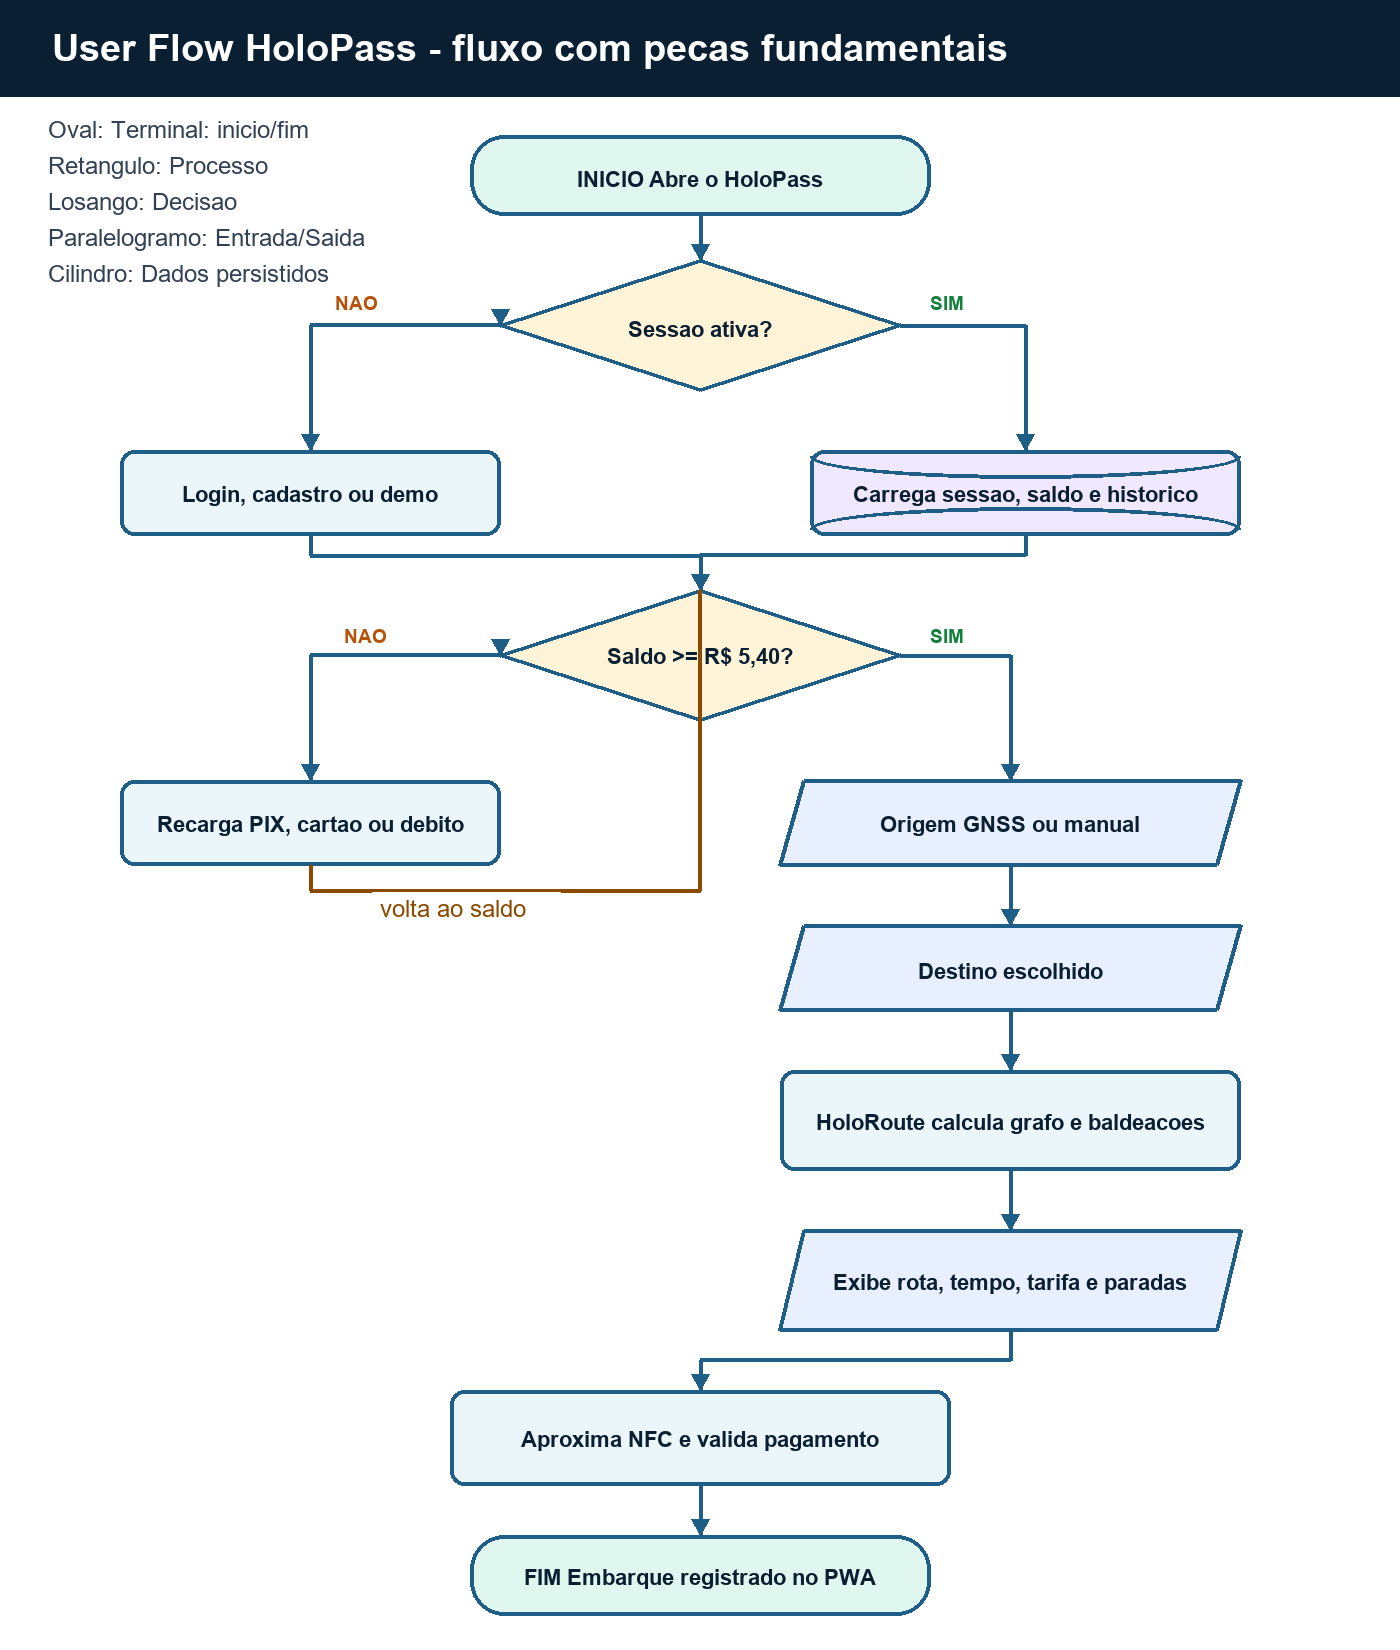 User Flow HoloPass - fluxo com pecas fundamentais
Oval: Terminal: inicio/fim
Retangulo: Processo
Losango: Decisao
Paralelogramo: Entrada/Saida
Cilindro: Dados persistidos
INICIO Abre o HoloPass
NAO
SIM
Sessao ativa?
Login, cadastro ou demo
Carrega sessao, saldo e historico
NAO
SIM
Saldo >= R$ 5,40?
Recarga PIX, cartao ou debito
Origem GNSS ou manual
volta ao saldo
Destino escolhido
HoloRoute calcula grafo e baldeacoes
Exibe rota, tempo, tarifa e paradas
Aproxima NFC e valida pagamento
FIM Embarque registrado no PWA